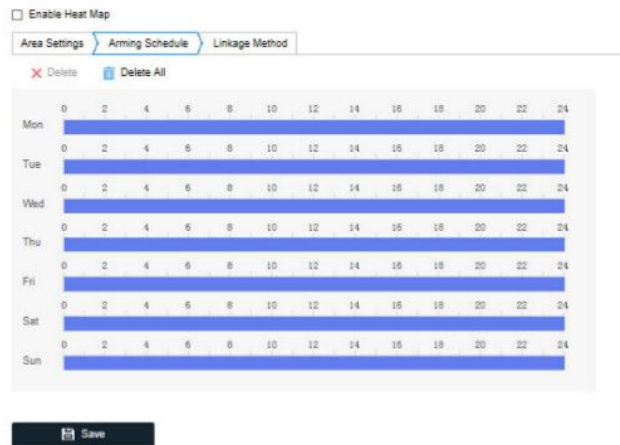 Enable Heat Map
Area Settings Arming Schedule Linkage Method
Delete Delete All
0 2 4 6 8 10 12 14 16 18 20 22 24
Mon
0 2 4 6 8 10 12 14 16 18 20 22 24
Tue
0 2 4 6 8 10 12 14 16 18 20 22 24
Wed
0 2 4 6 8 10 12 14 16 18 20 22 24
Thu
0 2 4 6 8 10 12 14 16 18 20 22 24
Fri
0 2 4 6 8 10 12 14 16 18 20 22 24
Sat
0 2 4 6 8 10 12 14 16 18 20 22 24
Sun
Save